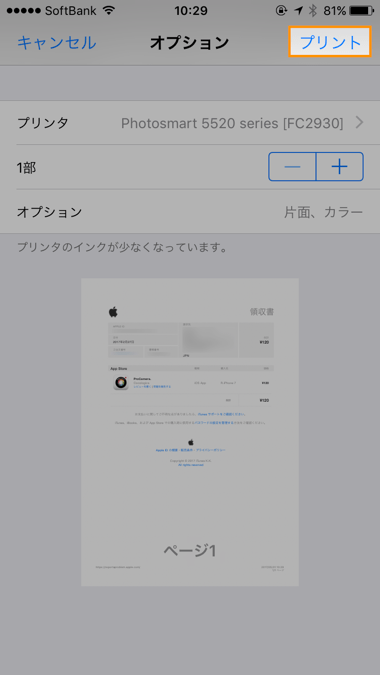 SoftBank 10:29 81%
キャンセル オプション プリント
プリンタ Photosmart 5520 series [FC2930]
1部
オプション 片面、カラー
プリンタのインクが少なくなっています。
領収書
¥120
App Store
¥120
¥120
ページ1